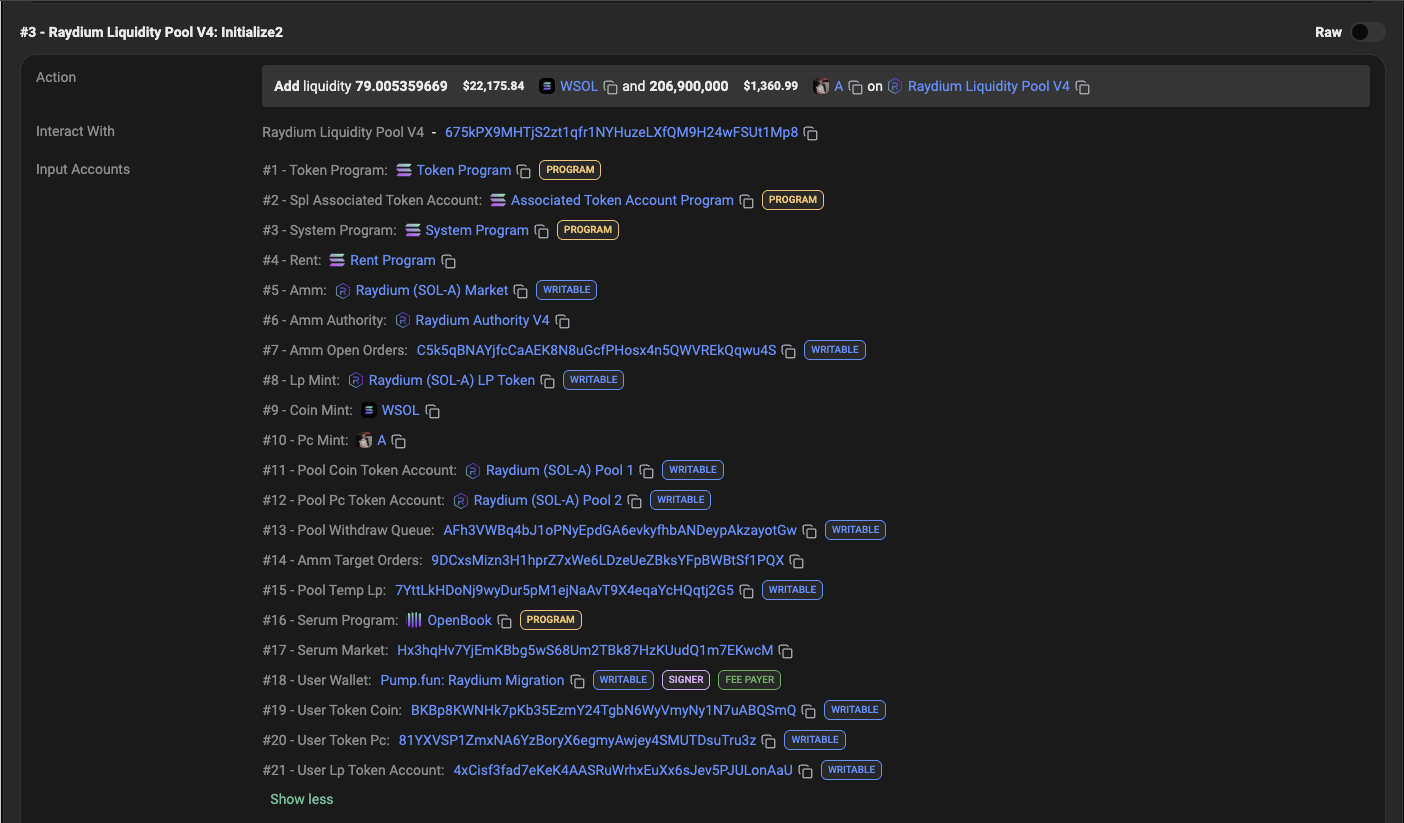 #3 - Raydium Liquidity Pool V4: Initialize2
Raw
Action
Add liquidity 79.005359669 $22,175.84 WSOL and 206,900,000 $1,360.99 A on Raydium Liquidity Pool V4
Interact With
Raydium Liquidity Pool V4 - 675kPX9MHTjS2zt1qfr1NYHuzeLXfQM9H24wFSUt1Mp8
Input Accounts
#1 - Token Program: Token Program PROGRAM
#2 - Spl Associated Token Account: Associated Token Account Program PROGRAM
#3 - System Program: System Program PROGRAM
#4 - Rent: Rent Program
#5 - Amm: Raydium (SOL-A) Market WRITABLE
#6 - Amm Authority: Raydium Authority V4
#7 - Amm Open Orders: C5k5qBNAYjfcCaAEK8N8uGcfPHosx4n5QWVREkQqwu4S WRITABLE
#8 - Lp Mint: Raydium (SOL-A) LP Token WRITABLE
#9 - Coin Mint: WSOL
#10 - Pc Mint: A
#11 - Pool Coin Token Account: Raydium (SOL-A) Pool 1 WRITABLE
#12 - Pool Pc Token Account: Raydium (SOL-A) Pool 2 WRITABLE
#13 - Pool Withdraw Queue: AFh3VWBq4bJ1oPNyEpdGA6evkyfhbANDeypAkzayotGw WRITABLE
#14 - Amm Target Orders: 9DCxsMizn3H1hprZ7xWe6LDzeUeZBksYFpBWBtSf1PQX
#15 - Pool Temp Lp: 7YttLkHDoNj9wyDur5pM1ejNaAvT9X4eqaYcHQqtj2G5 WRITABLE
#16 - Serum Program: OpenBook PROGRAM
#17 - Serum Market: Hx3hqHv7YjEmKBbg5wS68Um2TBk87HzKUudQ1m7EKwcM
#18 - User Wallet: Pump.fun: Raydium Migration WRITABLE SIGNER FEE PAYER
#19 - User Token Coin: BKBp8KWNHk7pKb35EzmY24TgbN6WyVmyNy1N7uABQSmQ WRITABLE
#20 - User Token Pc: 81YXVSP1ZmxNA6YzBoryX6egmyAwjey4SMUTDsuTru3z WRITABLE
#21 - User Lp Token Account: 4xCisf3fad7eKeK4AASRuWrhxEuXx6sJev5PJULonAaU WRITABLE
Show less